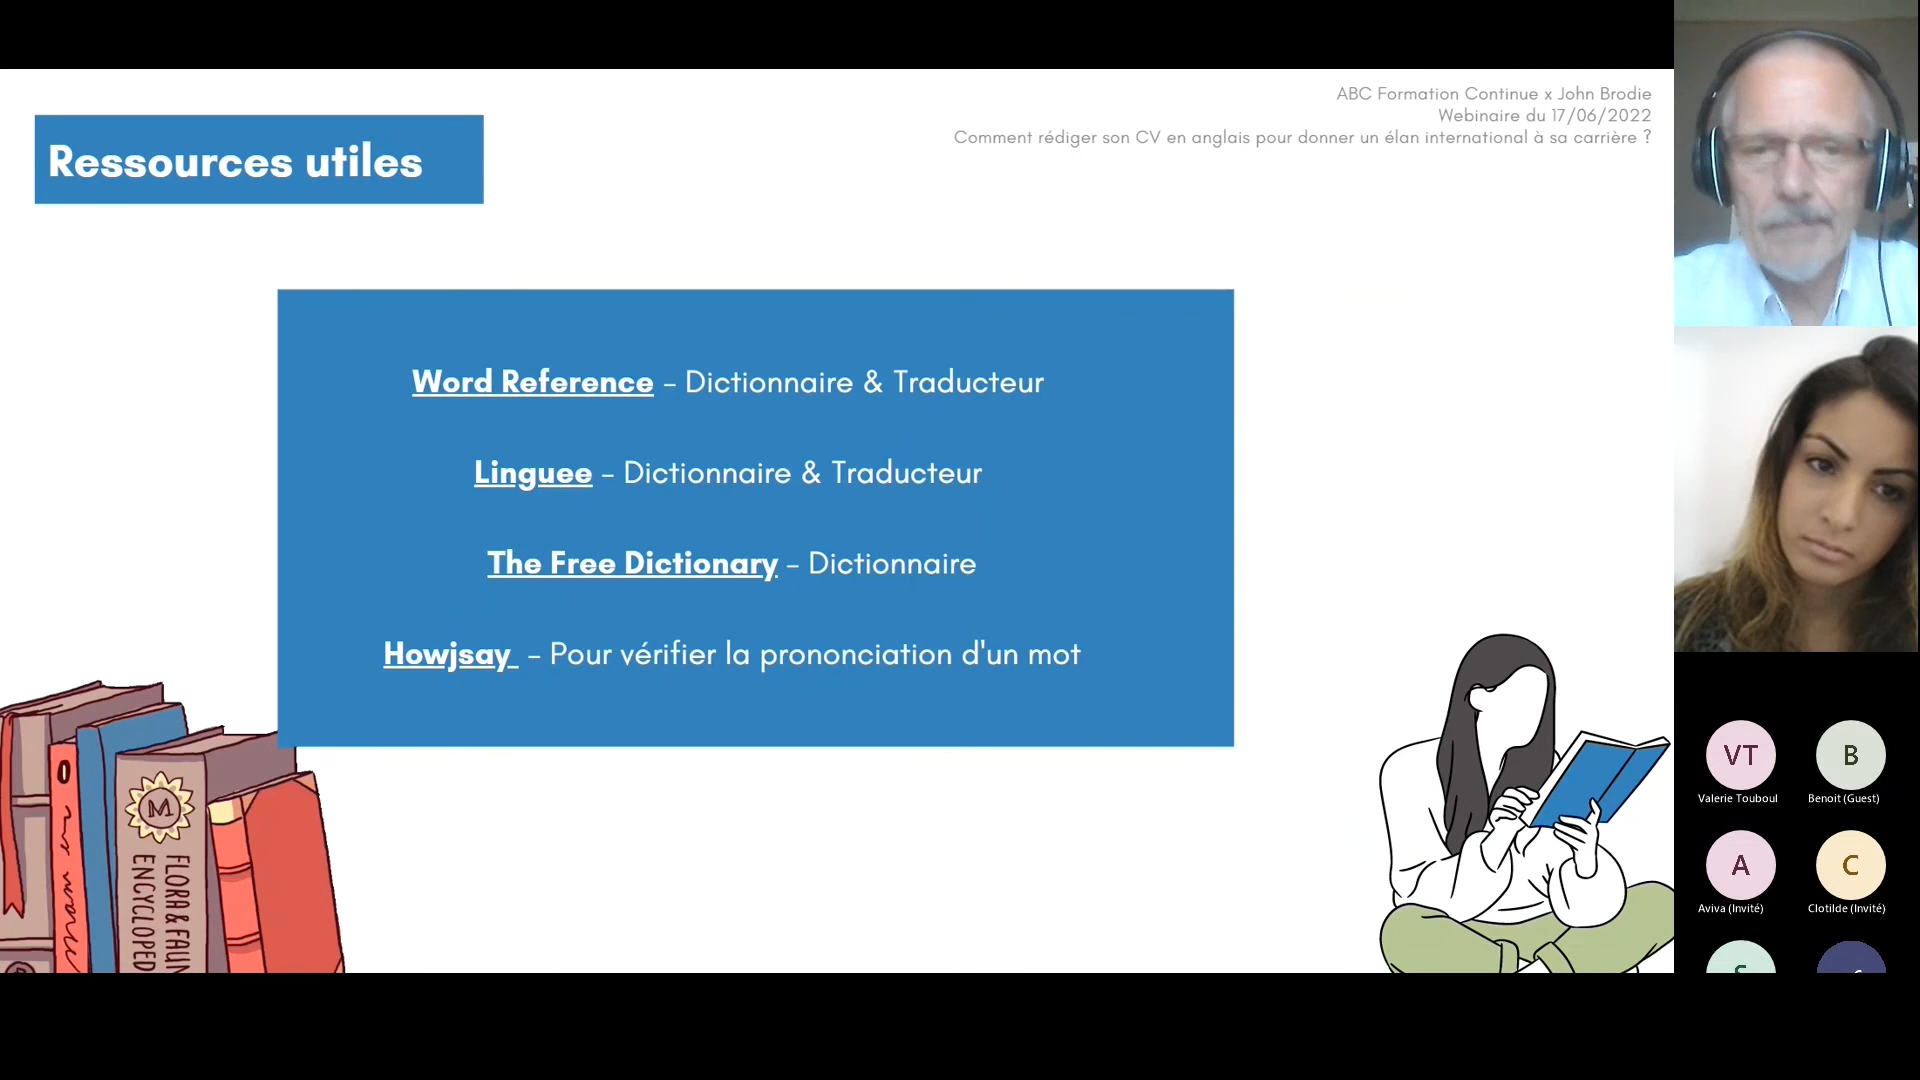 ABC Formation Continue x John Brodie
Webinaire du 17/06/2022
Comment rédiger son CV en anglais pour donner un élan international à sa carrière ?
Ressources utiles
Word Reference – Dictionnaire & Traducteur
Linguee – Dictionnaire & Traducteur
The Free Dictionary – Dictionnaire
Howjsay – Pour vérifier la prononciation d'un mot
M
FLORA & FAUN
ENCYCLOPED
VT
B
Valerie Touboul
Benoit (Guest)
A
C
Aviva (Invité)
Clotilde (Invité)